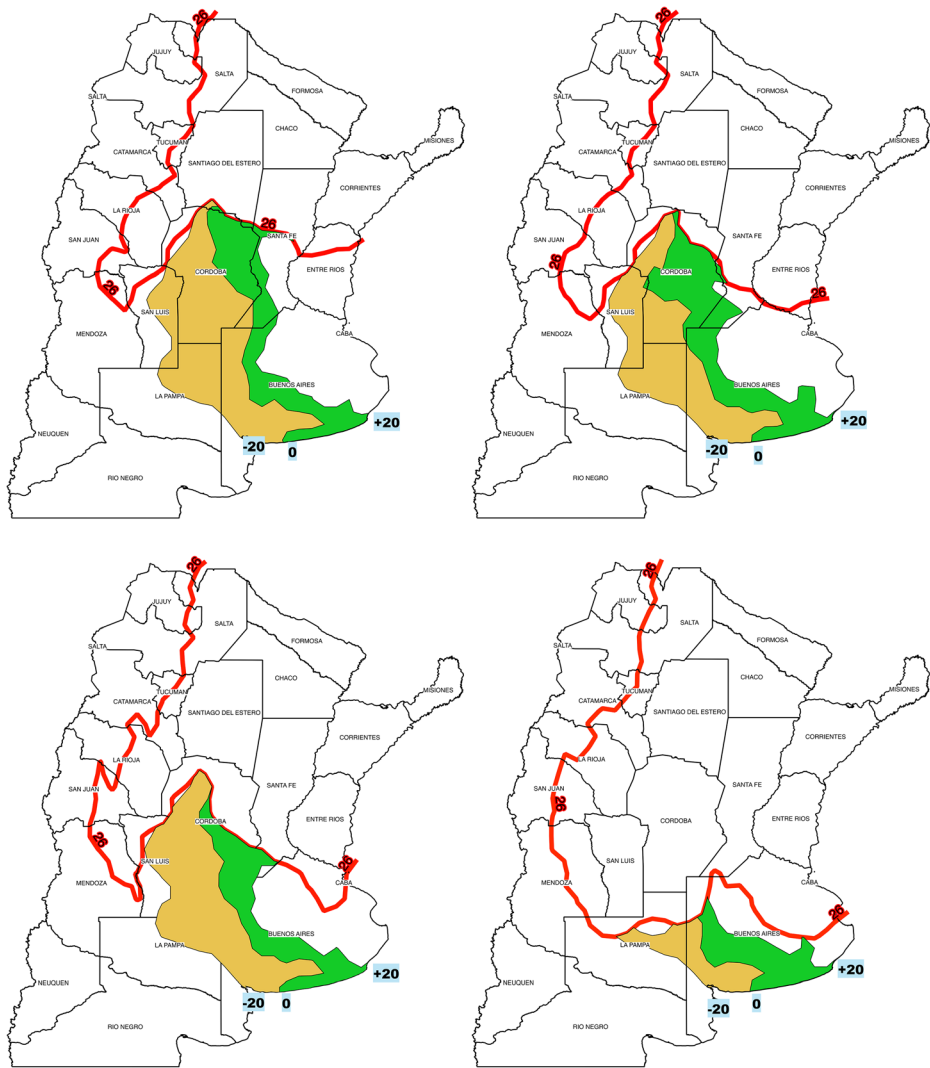 26
JUJUY
SALTA
FORMOSA
SALTA
CHACO
MISIONES
TUCUMAN
CATAMARCA
SANTIAGO DEL ESTERO
CORRIENTES
LA RIOJA
26
SANTA FE
SAN JUAN
CORDOBA
ENTRE RIOS
26
SAN LUIS
MENDOZA
CABA
BUENOS AIRES
LA PAMPA
+20
NEUQUEN
-20
0
RIO NEGRO
26
JUJUY
SALTA
FORMOSA
SALTA
CHACO
MISIONES
TUCUMAN
CATAMARCA
SANTIAGO DEL ESTERO
CORRIENTES
LA RIOJA
SANTA FE
SAN JUAN
26
CORDOBA
ENTRE RIOS
26
SAN LUIS
MENDOZA
CABA
BUENOS AIRES
LA PAMPA
+20
NEUQUEN
-20
0
RIO NEGRO
26
JUJUY
SALTA
FORMOSA
SALTA
CHACO
MISIONES
TUCUMAN
CATAMARCA
SANTIAGO DEL ESTERO
CORRIENTES
LA RIOJA
SANTA FE
SAN JUAN
CORDOBA
ENTRE RIOS
26
SAN LUIS
26
MENDOZA
CABA
BUENOS AIRES
LA PAMPA
+20
NEUQUEN
-20
0
RIO NEGRO
26
JUJUY
SALTA
FORMOSA
SALTA
CHACO
MISIONES
TUCUMAN
CATAMARCA
SANTIAGO DEL ESTERO
CORRIENTES
LA RIOJA
SANTA FE
SAN JUAN
26
CORDOBA
ENTRE RIOS
SAN LUIS
MENDOZA
CABA
26
BUENOS AIRES
LA PAMPA
+20
NEUQUEN
-20
0
RIO NEGRO